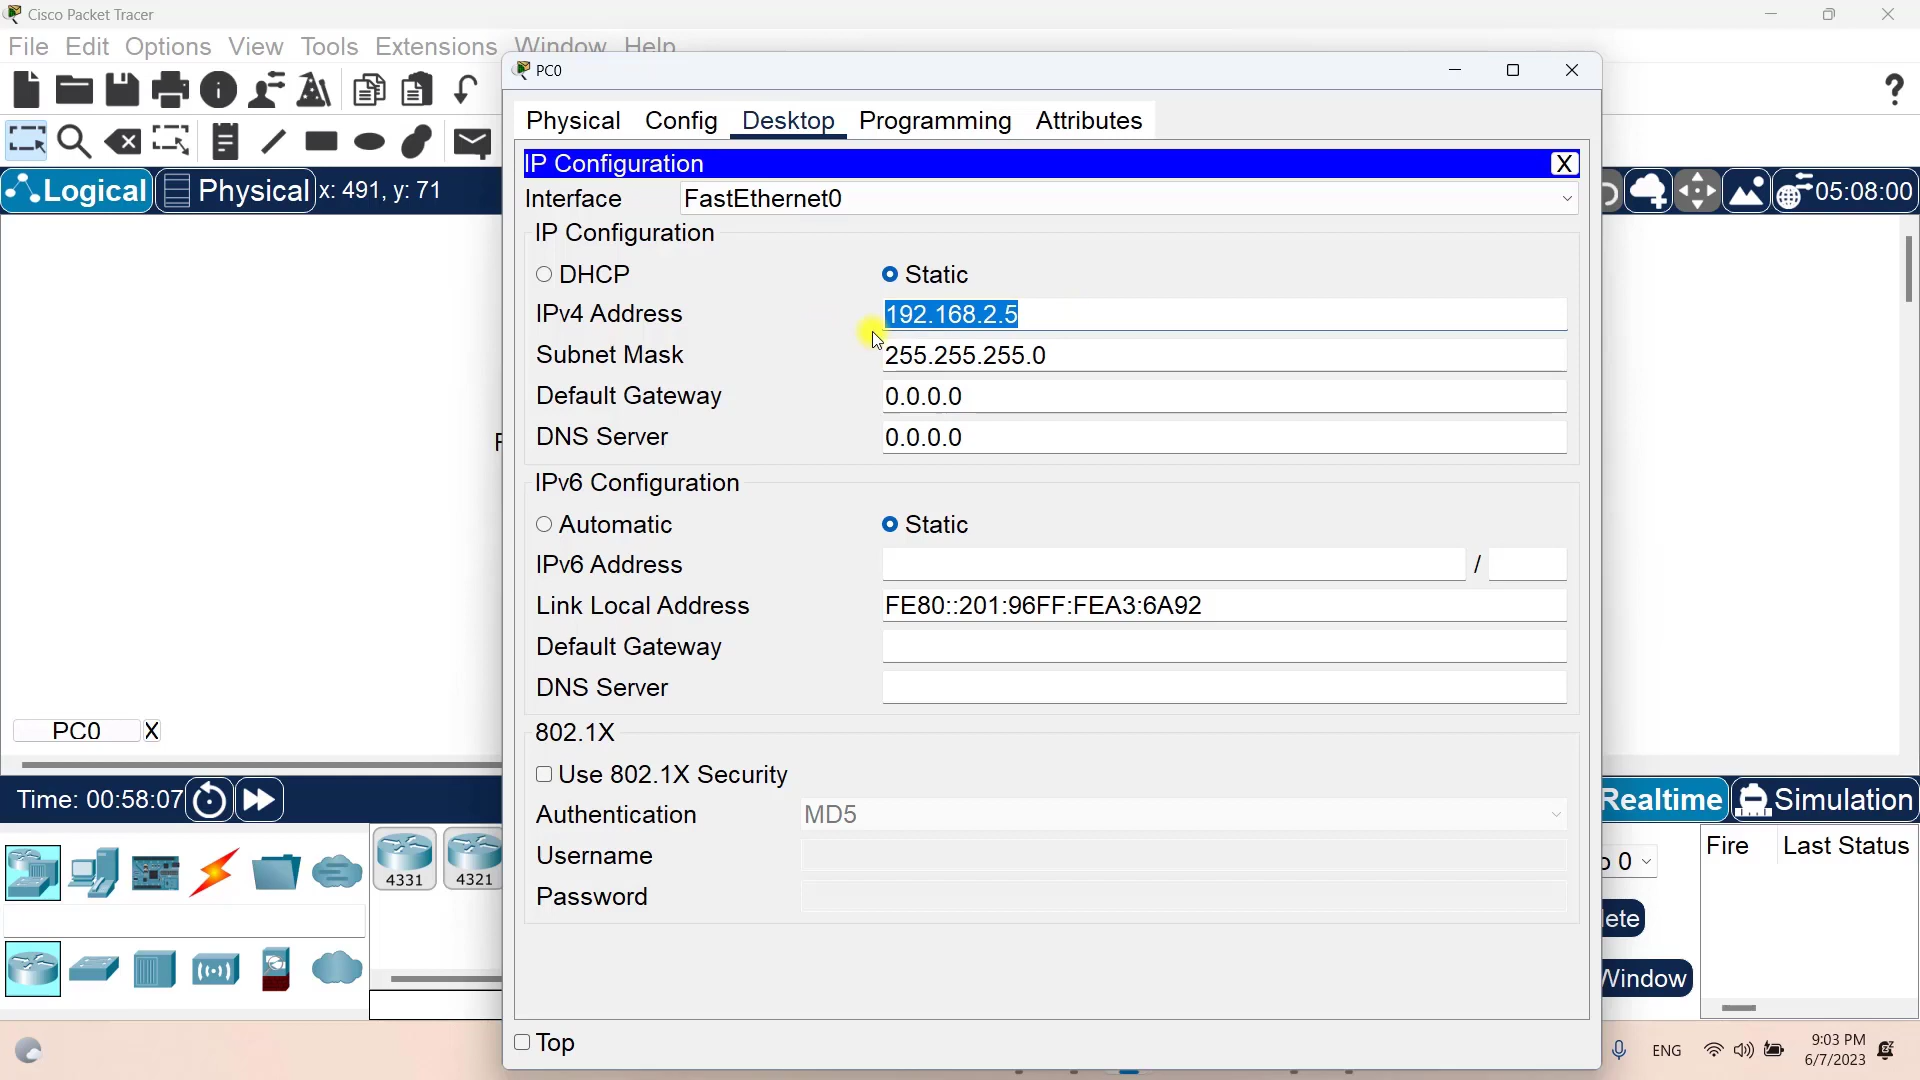 Cisco Packet Tracer
File Edit Options View Tools Extensions Window Help
PC0
Physical Config Desktop Programming Attributes
IP Configuration X
Logical Physical x: 491, y: 71
05:08:00
Interface FastEthernet0
IP Configuration
DHCP Static
IPv4 Address 192.168.2.5
Subnet Mask 255.255.255.0
Default Gateway 0.0.0.0
DNS Server 0.0.0.0
IPv6 Configuration
Automatic Static
IPv6 Address /
Link Local Address FE80::201:96FF:FEA3:6A92
Default Gateway
DNS Server
802.1X
Use 802.1X Security
Authentication MD5
Username
Password
Top
PC0 X
Time: 00:58:07
Realtime Simulation
4331 4321
Fire Last Status
0
lete
Window
ENG
9:03 PM
6/7/2023